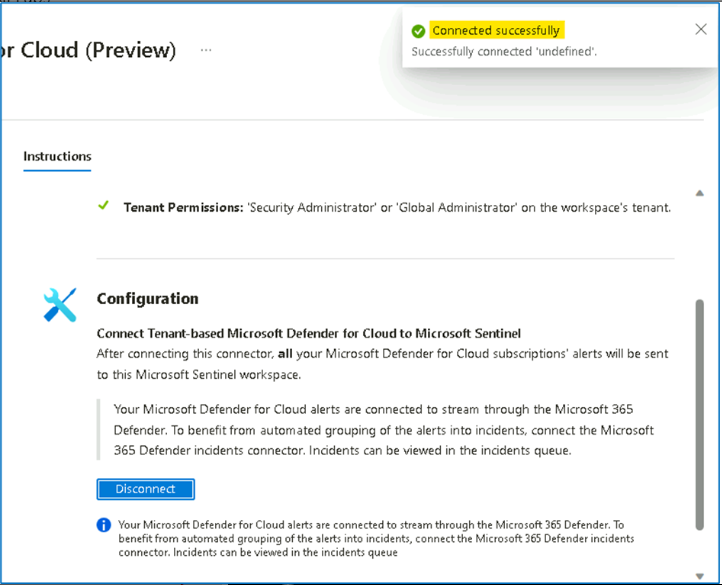 Connected successfully
Successfully connected 'undefined'.
or Cloud (Preview) ...
Instructions
Tenant Permissions: 'Security Administrator' or 'Global Administrator' on the workspace's tenant.
Configuration
Connect Tenant-based Microsoft Defender for Cloud to Microsoft Sentinel
After connecting this connector, all your Microsoft Defender for Cloud subscriptions' alerts will be sent
to this Microsoft Sentinel workspace.
Your Microsoft Defender for Cloud alerts are connected to stream through the Microsoft 365
Defender. To benefit from automated grouping of the alerts into incidents, connect the Microsoft
365 Defender incidents connector. Incidents can be viewed in the incidents queue.
Disconnect
Your Microsoft Defender for Cloud alerts are connected to stream through the Microsoft 365 Defender. To
benefit from automated grouping of the alerts into incidents, connect the Microsoft 365 Defender incidents
connector. Incidents can be viewed in the incidents queue